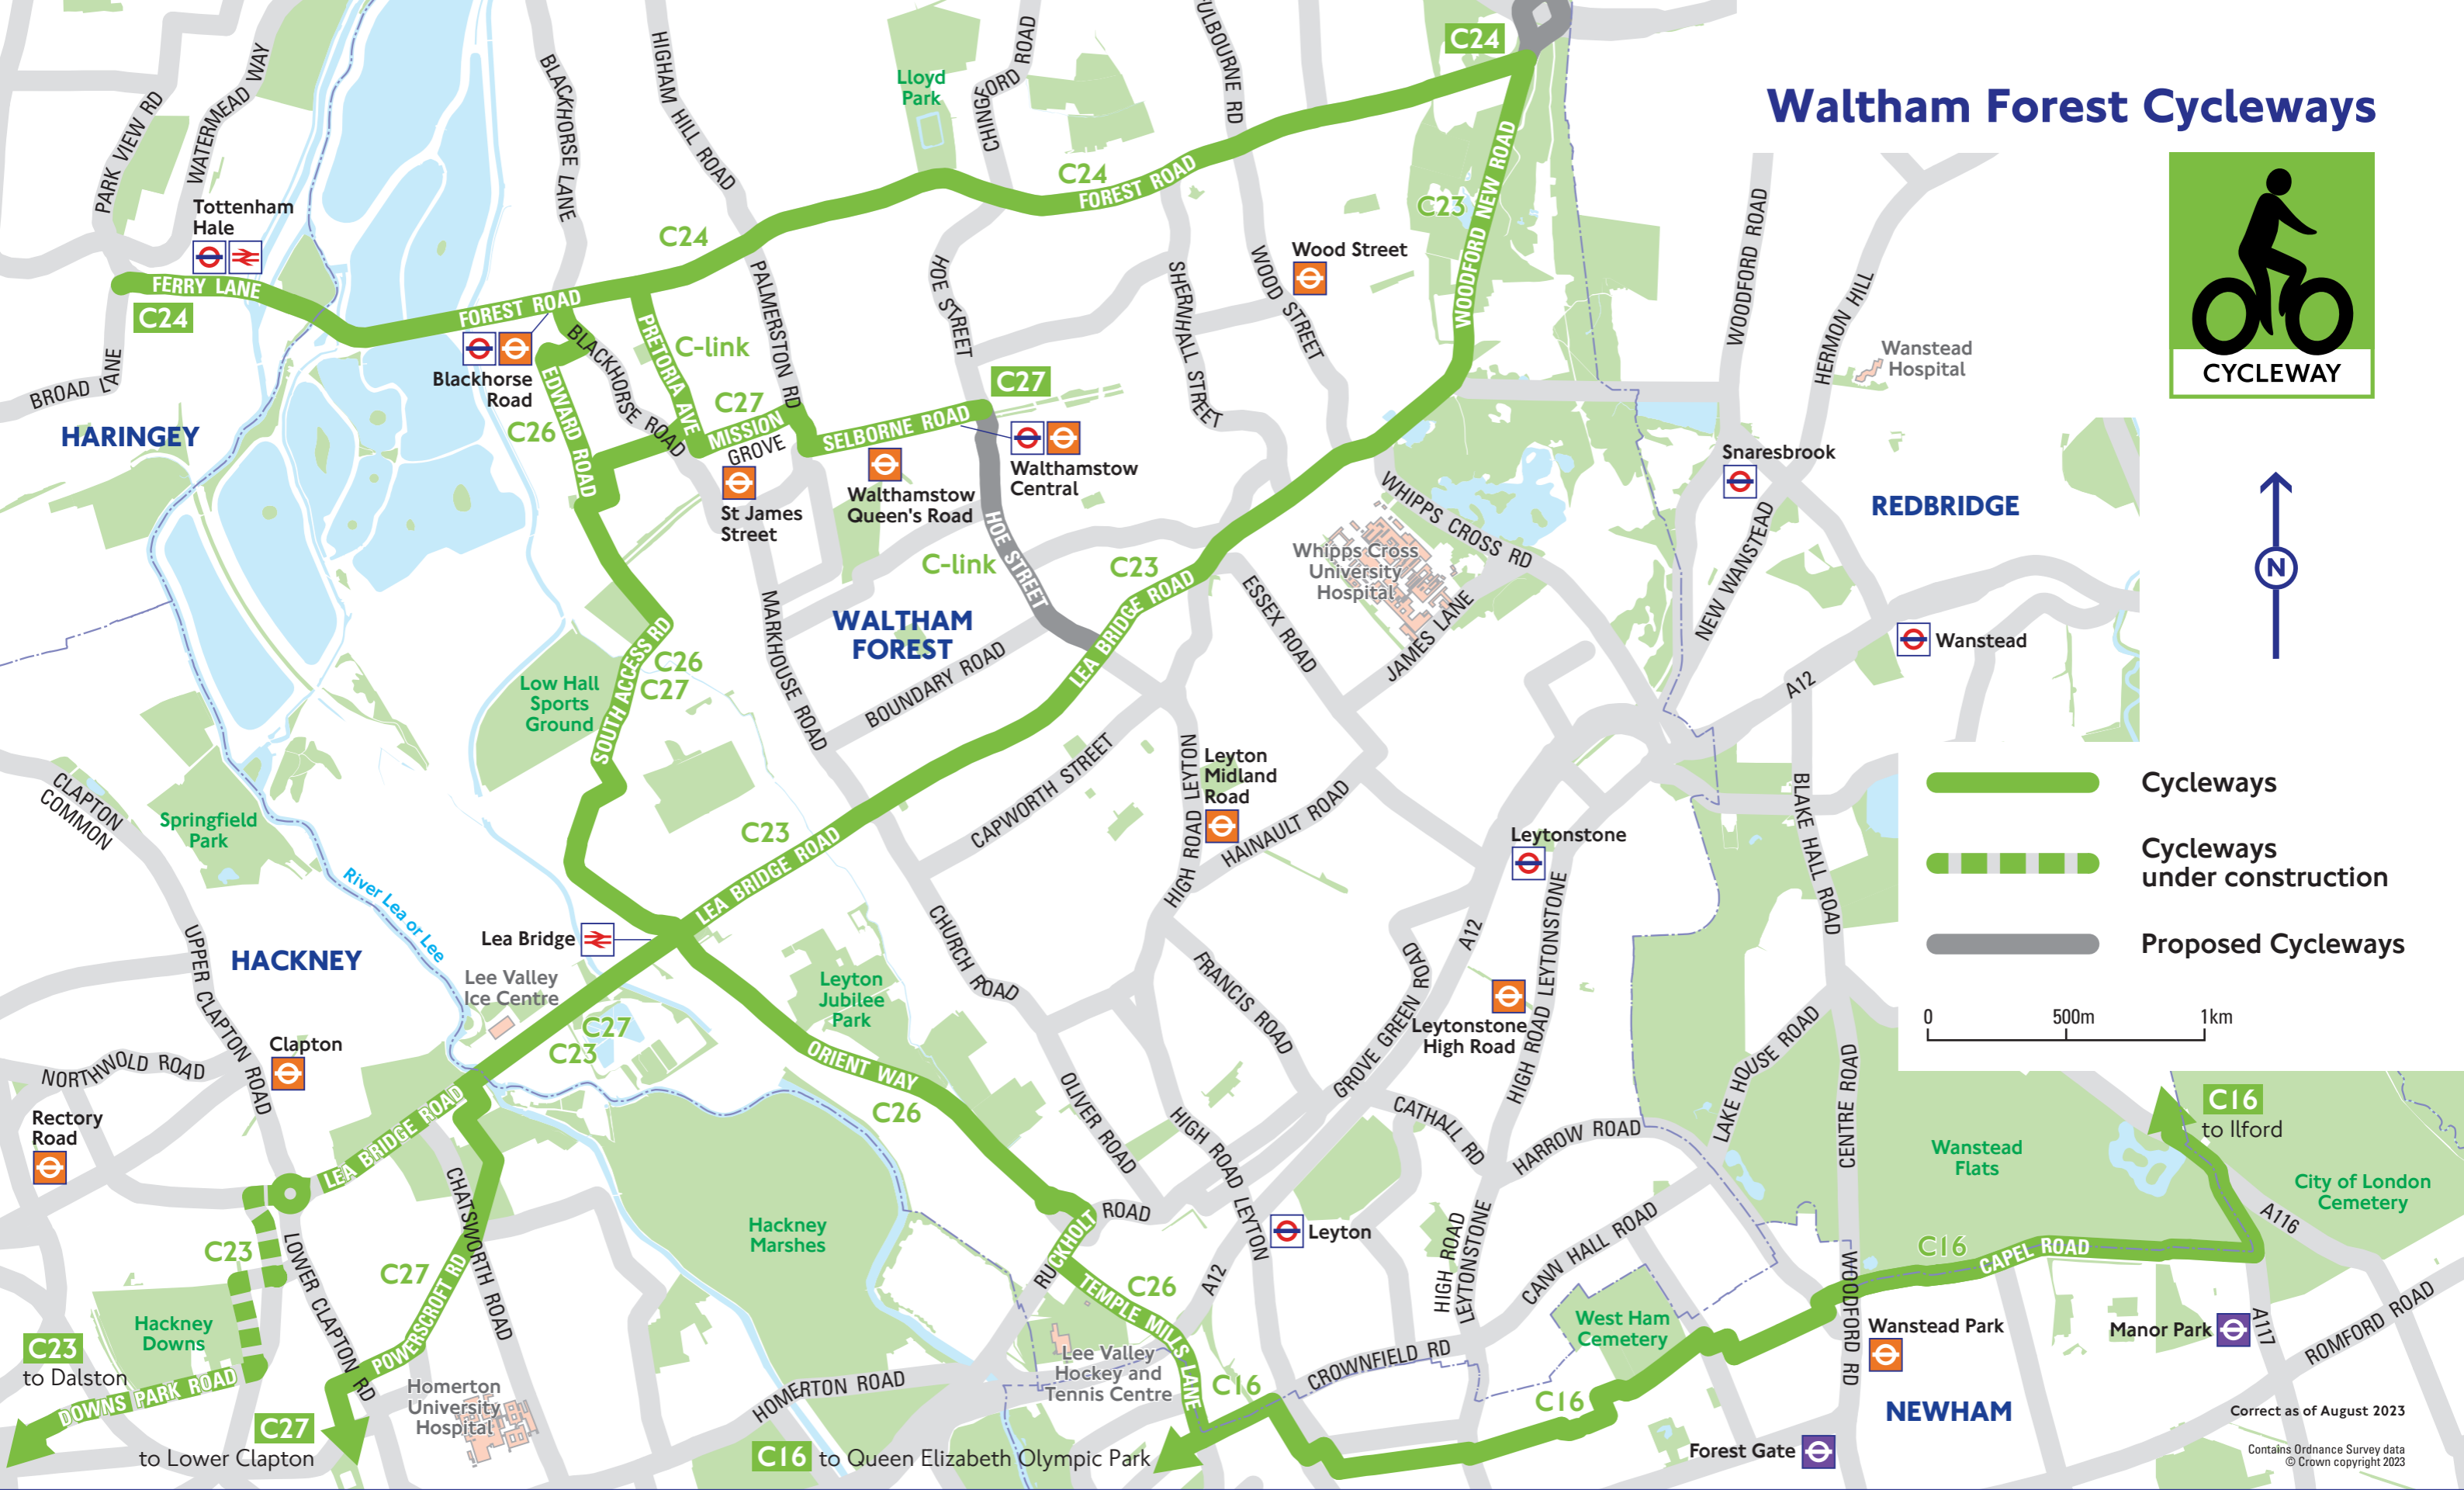 Waltham Forest Cycleways
CYCLEWAY
N
Cycleways
Cycleways
under construction
Proposed Cycleways
0
500m
1km
C24
C24
FOREST ROAD
C24
C23
WOODFORD NEW ROAD
Lloyd
Park
CHINGFORD ROAD
FULBOURNE RD
BLACKHORSE LANE
HIGHAM HILL ROAD
PARK VIEW RD
WATERMEAD WAY
Tottenham
Hale
FERRY LANE
C24
BROAD LANE
HARINGEY
FOREST ROAD
Blackhorse
Road
BLACKHORSE ROAD
PRETORIA AVE
C-link
PALMERSTON RD
HOE STREET
SHERNHALL STREET
WOOD STREET
Wood Street
EDWARD ROAD
C26
C27
MISSION
GROVE
SELBORNE ROAD
C27
Walthamstow
Central
Walthamstow
Queen's Road
St James
Street
HOE STREET
C-link
C23
LEA BRIDGE ROAD
WALTHAM
FOREST
BOUNDARY ROAD
MARKHOUSE ROAD
ESSEX ROAD
Whipps Cross
University
Hospital
WHIPPS CROSS RD
JAMES LANE
WOODFORD ROAD
HERMON HILL
Wanstead
Hospital
Snaresbrook
REDBRIDGE
NEW WANSTEAD
Wanstead
A12
SOUTH ACCESS RD
C26
C27
Low Hall
Sports
Ground
Springfield
Park
CLAPTON
COMMON
River Lea or Lee
HACKNEY
UPPER CLAPTON ROAD
C23
LEA BRIDGE ROAD
LEA BRIDGE ROAD
Lea Bridge
Lee Valley
Ice Centre
C27
C23
CAPWORTH STREET
HIGH ROAD LEYTON
Leyton
Midland
Road
HAINAULT ROAD
Leytonstone
BLAKE HALL ROAD
CHURCH ROAD
Leyton
Jubilee
Park
ORIENT WAY
C26
FRANCIS ROAD
GROVE GREEN ROAD
A12
Leytonstone
High Road
HIGH ROAD LEYTONSTONE
LAKE HOUSE ROAD
CENTRE ROAD
Clapton
NORTHWOLD ROAD
Rectory
Road
LEA BRIDGE ROAD
CHATSWORTH ROAD
C23
LOWER CLAPTON RD
C27
POWERSCROFT RD
Hackney
Downs
C23
to Dalston
DOWNS PARK ROAD
C27
to Lower Clapton
Homerton
University
Hospital
Hackney
Marshes
HOMERTON ROAD
OLIVER ROAD
HIGH ROAD LEYTON
RUCKHOLT
ROAD
Leyton
CATHALL RD
HARROW ROAD
HIGH ROAD
LEYTONSTONE
CANN HALL ROAD
TEMPLE MILLS LANE
C26
A12
Lee Valley
Hockey and
Tennis Centre
C16
CROWNFIELD RD
C16
to Queen Elizabeth Olympic Park
C16
West Ham
Cemetery
Wanstead
Flats
C16
to Ilford
City of London
Cemetery
A116
C16
CAPEL ROAD
WOODFORD RD
Wanstead Park
Manor Park
A117
ROMFORD ROAD
NEWHAM
Forest Gate
Correct as of August 2023
Contains Ordnance Survey data
© Crown copyright 2023